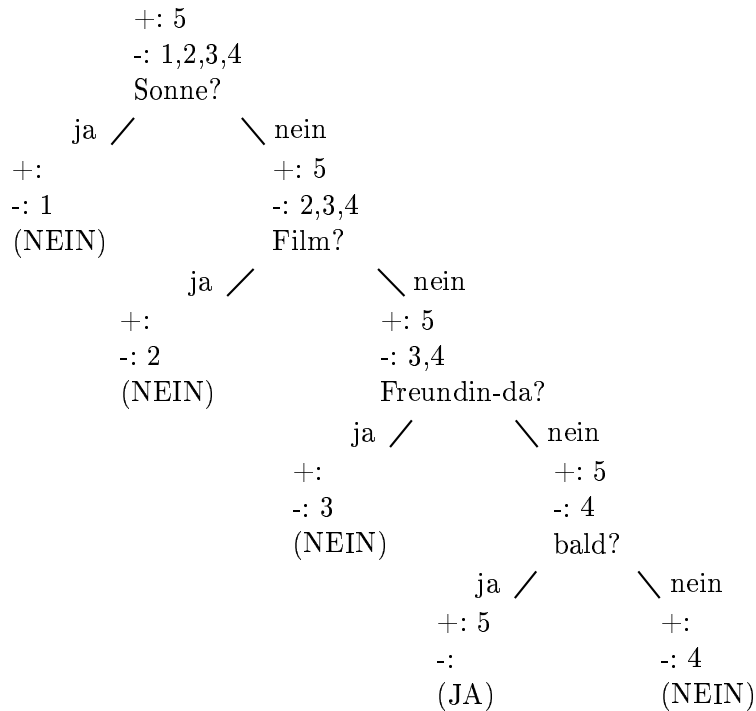 +: 5
-: 1,2,3,4
Sonne?
ja nein
+: +: 5
-: 1 -: 2,3,4
(NEIN) Film?
ja nein
+: +: 5
-: 2 -: 3,4
(NEIN) Freundin-da?
ja nein
+: +: 5
-: 3 -: 4
(NEIN) bald?
ja nein
+: 5 +:
-: -: 4
(JA) (NEIN)